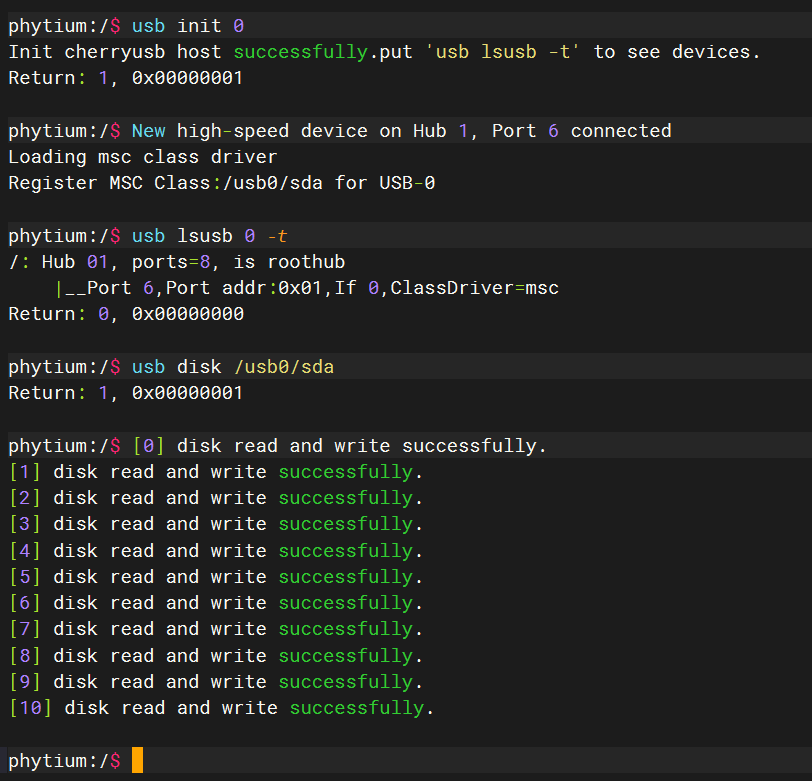 phytium:/$ usb init 0
Init cherryusb host successfully.put 'usb lsusb -t' to see devices.
Return: 1, 0x00000001
phytium:/$ New high-speed device on Hub 1, Port 6 connected
Loading msc class driver
Register MSC Class:/usb0/sda for USB-0
phytium:/$ usb lsusb 0 -t
/: Hub 01, ports=8, is roothub
|__Port 6,Port addr:0x01,If 0,ClassDriver=msc
Return: 0, 0x00000000
phytium:/$ usb disk /usb0/sda
Return: 1, 0x00000001
phytium:/$ [0] disk read and write successfully.
[1] disk read and write successfully.
[2] disk read and write successfully.
[3] disk read and write successfully.
[4] disk read and write successfully.
[5] disk read and write successfully.
[6] disk read and write successfully.
[7] disk read and write successfully.
[8] disk read and write successfully.
[9] disk read and write successfully.
[10] disk read and write successfully.
phytium:/$